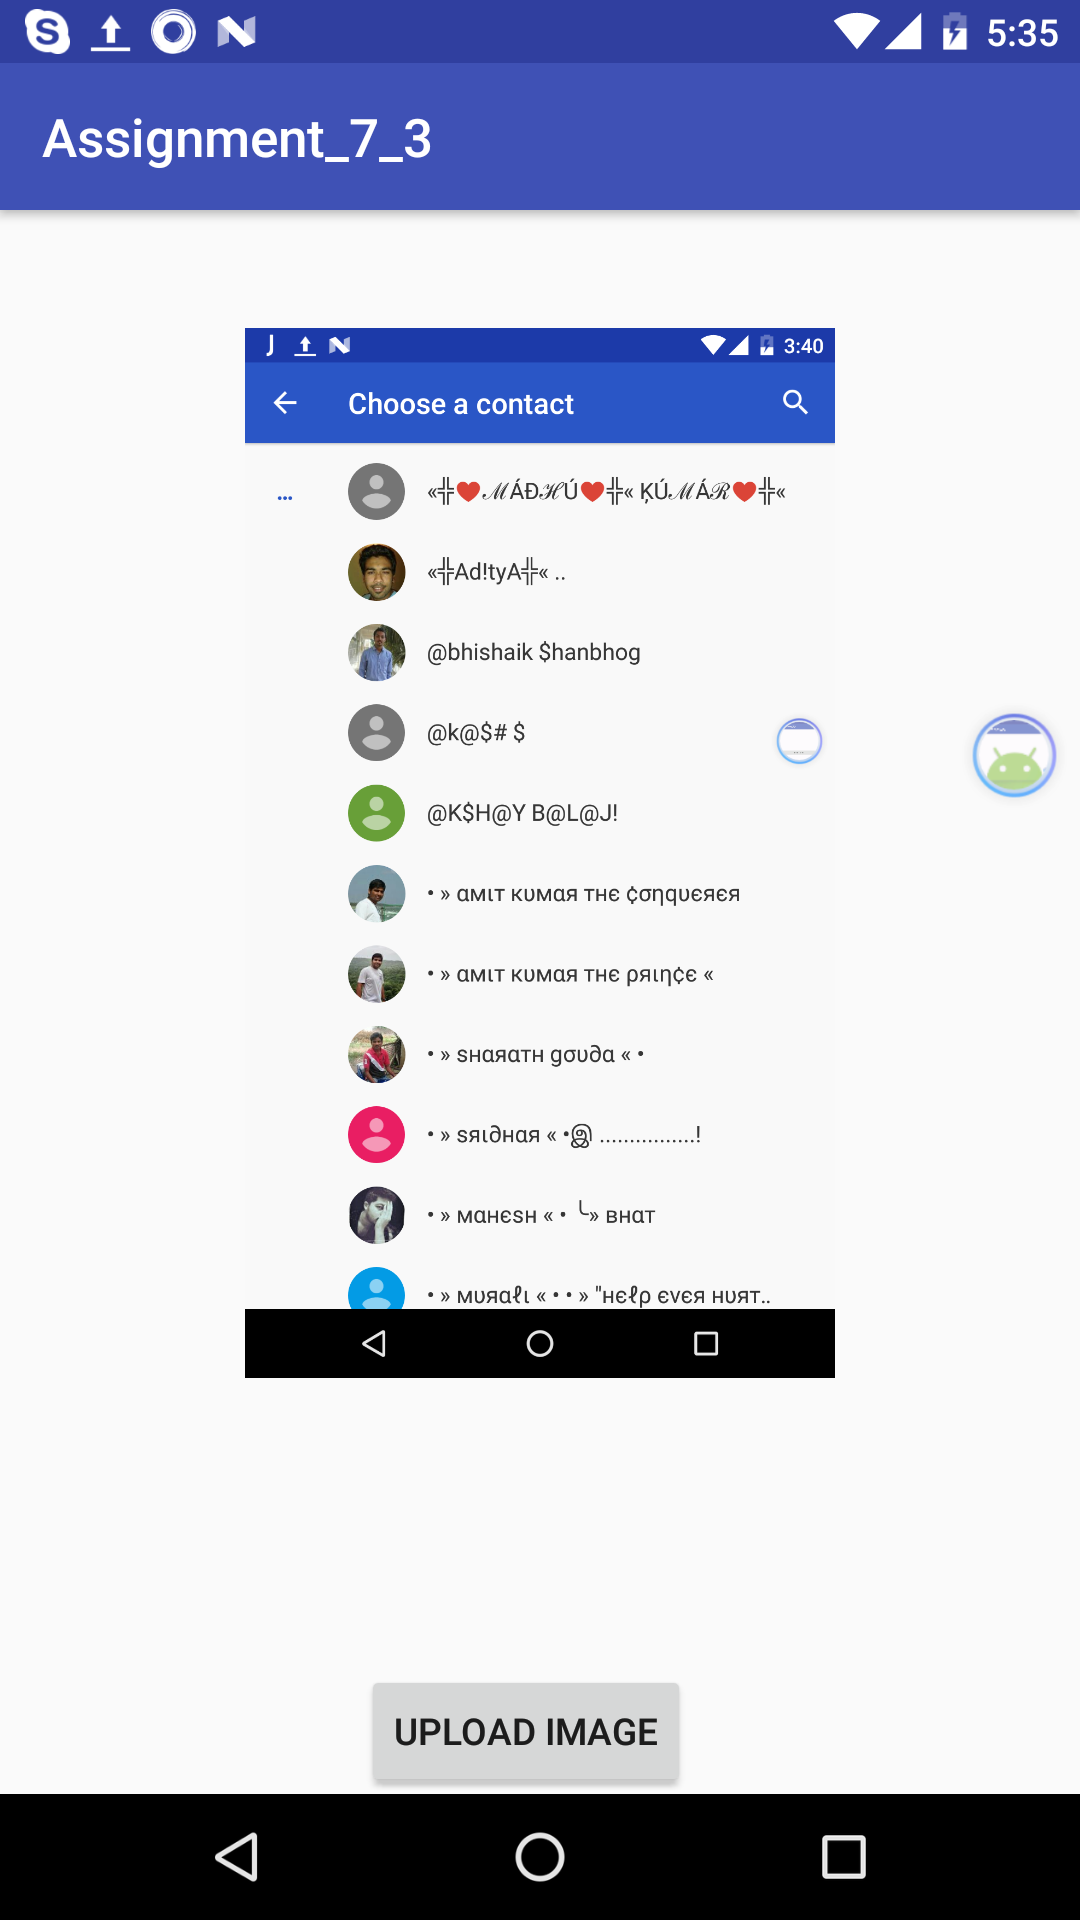 5:35
Assignment_7_3
3:40
Choose a contact
...
«╬❤ℳÁĐℋÚ❤╬« ĶÚℳÁℛ❤╬«
«╬Ad!tyA╬« ..
@bhishaik $hanbhog
@k@$# $
@K$H@Y B@L@J!
• » αмιт кυмαя тнє ¢σηqυєяєя
• » αмιт кυмαя тнє ρяιη¢є «
• » ѕнαяαтн gσυ∂α « •
• » ѕяι∂нαя « •இ ................!
• » мαнєѕн « • ╰» внαт
• » мυяαℓι « • • » "нєℓρ єνєя нυят..
UPLOAD IMAGE